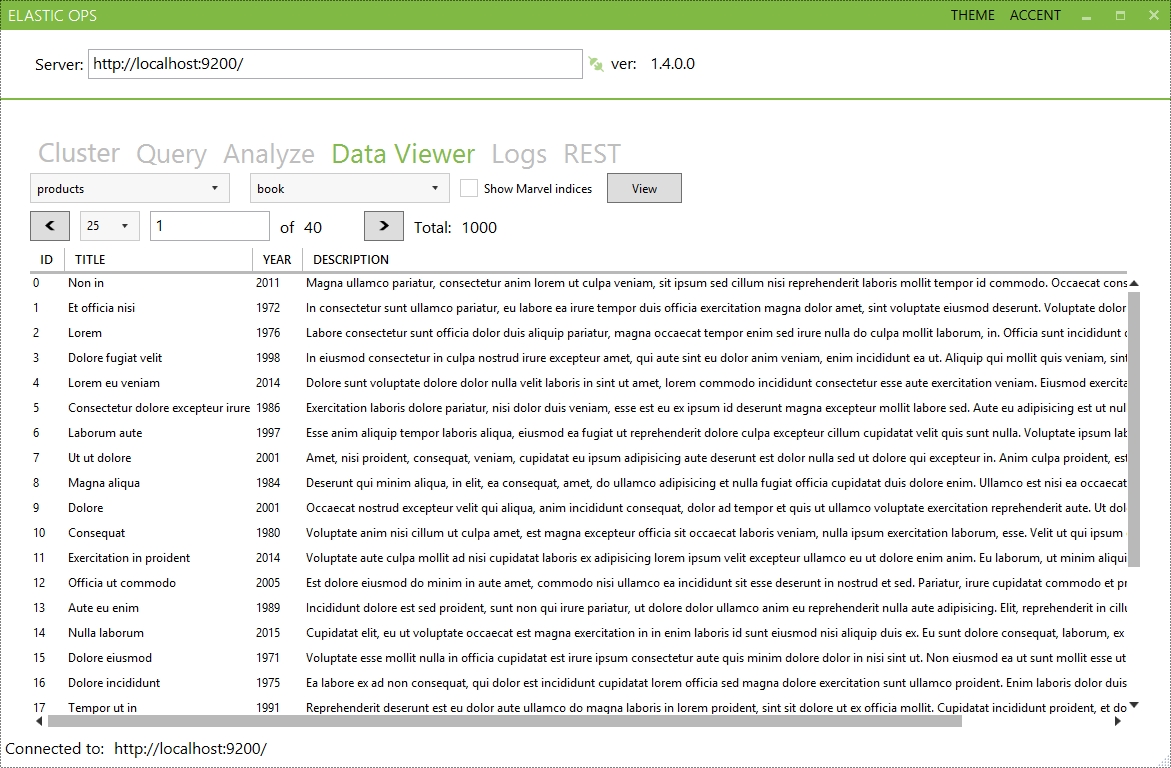 ELASTIC OPS THEME ACCENT
Server: http://localhost:9200/ ver: 1.4.0.0
Cluster Query Analyze Data Viewer Logs REST
products book Show Marvel indices View
< 25 1 of 40 > Total: 1000
ID TITLE YEAR DESCRIPTION
0 Non in 2011 Magna ullamco pariatur, consectetur anim lorem ut culpa veniam, sit ipsum sed cillum nisi reprehenderit laboris mollit tempor id commodo. Occaecat cons
1 Et officia nisi 1972 In consectetur sunt ullamco pariatur, eu labore ea irure tempor duis officia exercitation magna dolor amet, sint voluptate eiusmod deserunt. Voluptate dolor
2 Lorem 1976 Labore consectetur sunt officia dolor duis aliquip pariatur, magna occaecat tempor enim sed irure nulla do culpa mollit laborum, in. Officia sunt incididunt
3 Dolore fugiat velit 1998 In eiusmod consectetur in culpa nostrud irure excepteur amet, qui aute sint eu dolor anim veniam, enim incididunt ea ut. Aliquip qui mollit quis veniam, sint
4 Lorem eu veniam 2014 Dolore sunt voluptate dolore dolor nulla velit laboris in sint ut amet, lorem commodo incididunt consectetur esse aute exercitation veniam. Eiusmod exercita
5 Consectetur dolore excepteur irure 1986 Exercitation laboris dolore pariatur, nisi dolor duis veniam, esse est eu ex ipsum id deserunt magna excepteur mollit labore sed. Aute eu adipisicing est ut nul
6 Laborum aute 1997 Esse anim aliquip tempor laboris aliqua, eiusmod ea fugiat ut reprehenderit dolore culpa excepteur cillum cupidatat velit quis sunt nulla. Voluptate ipsum lab
7 Ut ut dolore 2001 Amet, nisi proident, consequat, veniam, cupidatat eu ipsum adipisicing aute deserunt est dolor nulla sed ut dolore qui excepteur in. Anim culpa proident, est
8 Magna aliqua 1984 Deserunt qui minim aliqua, in elit, ea consequat, amet, do ullamco adipisicing et nulla fugiat officia cupidatat duis dolore enim. Ullamco est nisi ea occaecat
9 Dolore 2001 Occaecat nostrud excepteur velit qui aliqua, anim incididunt consequat, dolor ad tempor et quis ut ullamco voluptate exercitation reprehenderit aute. Ut dol
10 Consequat 1980 Voluptate anim nisi cillum ut culpa amet, est magna excepteur officia sit occaecat laboris veniam, nulla ipsum exercitation laborum, esse. Velit ut qui ipsum
11 Exercitation in proident 2014 Voluptate aute culpa mollit ad nisi cupidatat laboris ex adipisicing lorem ipsum velit excepteur ullamco eu ut dolore enim anim. Eu laborum, ut minim aliqui
12 Officia ut commodo 2005 Est dolore eiusmod do minim in aute amet, commodo nisi ullamco ea incididunt sit esse deserunt in nostrud et sed. Pariatur, irure cupidatat commodo et pr
13 Aute eu enim 1989 Incididunt dolore est sed proident, sunt non qui irure pariatur, ut dolore dolor ullamco anim eu reprehenderit nulla aute adipisicing. Elit, reprehenderit in cillu
14 Nulla laborum 2015 Cupidatat elit, eu ut voluptate occaecat est magna exercitation in in enim laboris id sunt eiusmod nisi aliquip duis ex. Eu sunt dolore consequat, laborum, ex
15 Dolore eiusmod 1971 Voluptate esse mollit nulla in officia cupidatat est irure ipsum consectetur aute quis minim dolore dolor in nisi sint ut. Non eiusmod ea ut sunt mollit esse ut
16 Dolore incididunt 1975 Ea labore ex ad non consequat, qui dolor est incididunt cupidatat lorem officia sed magna dolore exercitation sunt ullamco proident. Enim laboris dolor duis
17 Tempor ut in 1991 Reprehenderit deserunt est eu dolor aute ullamco do magna laboris in lorem proident, sint sit dolore ut ex officia mollit. Cupidatat incididunt proident, et do
Connected to: http://localhost:9200/